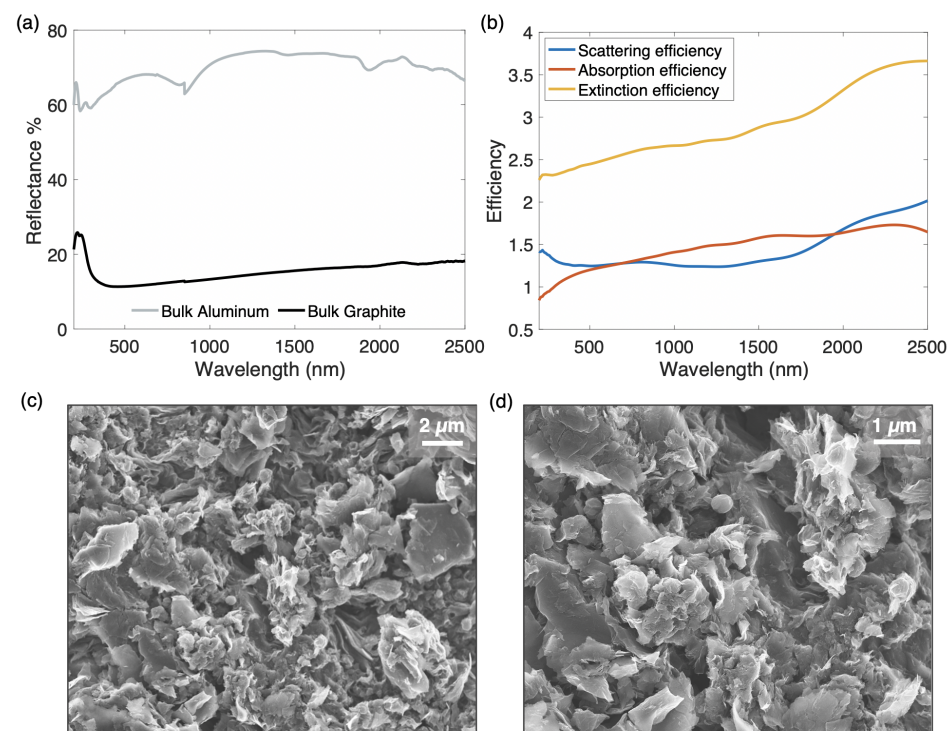 (a)
80
60
40
20
0
Reflectance %
Bulk Aluminum
Bulk Graphite
500
1000
1500
2000
2500
Wavelength (nm)
(b)
4
3.5
3
2.5
2
1.5
1
0.5
Efficiency
Scattering efficiency
Absorption efficiency
Extinction efficiency
500
1000
1500
2000
2500
Wavelength (nm)
(c)
2 µm
(d)
1 µm